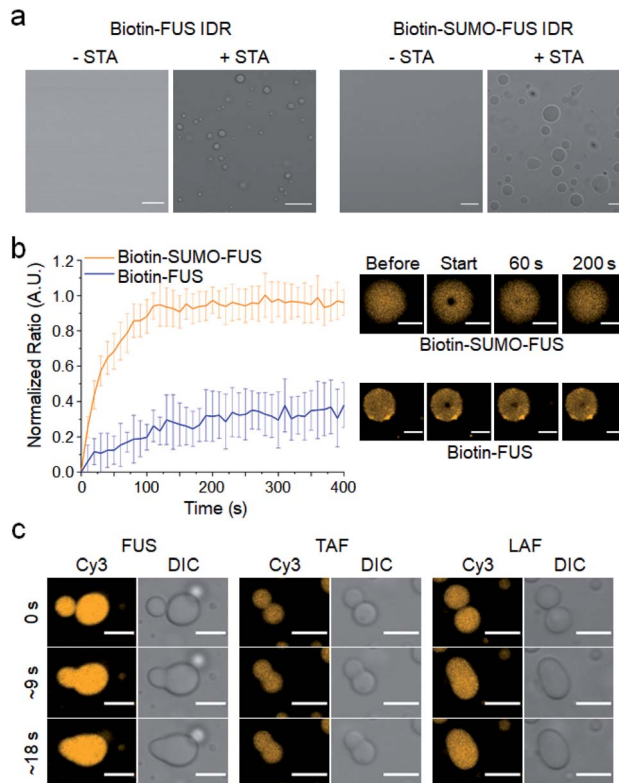 a
Biotin-FUS IDR
Biotin-SUMO-FUS IDR
- STA
+ STA
- STA
+ STA
b
Normalized Ratio (A.U.)
1.2
1.0
0.8
0.6
0.4
0.2
0.0
Biotin-SUMO-FUS
Biotin-FUS
0
100
200
300
400
Time (s)
Before
Start
60 s
200 s
Biotin-SUMO-FUS
Biotin-FUS
c
FUS
TAF
LAF
Cy3
DIC
Cy3
DIC
Cy3
DIC
0 s
~9 s
~18 s